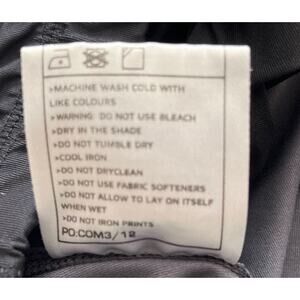 >MACHINE WASH COLD WITH
LIKE COLOURS
>WARNING: DO NOT USE BLEACH
>DRY IN THE SHADE
>DO NOT TUMBLE DRY
>COOL IRON
>DO NOT DRYCLEAN
>DO NOT USE FABRIC SOFTENERS
>DO NOT ALLOW TO LAY ON ITSELF
WHEN WET
>DO NOT IRON PRINTS
PO:COM3/12